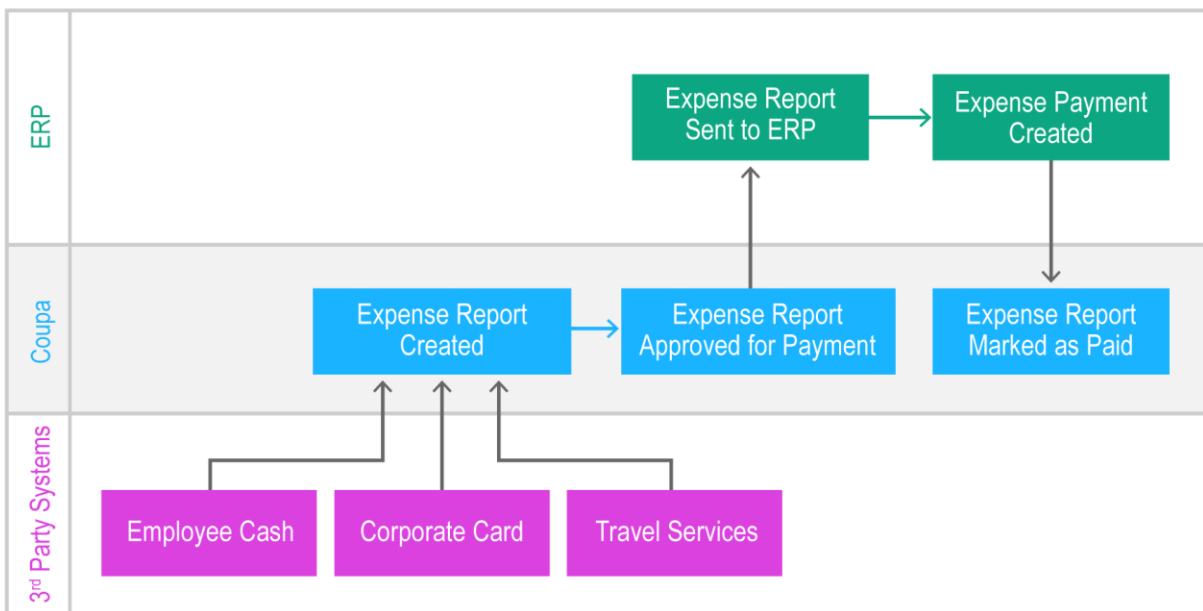 ERP
Expense Report
Sent to ERP
Expense Payment
Created
Coupa
Expense Report
Created
Expense Report
Approved for Payment
Expense Report
Marked as Paid
3rd Party Systems
Employee Cash
Corporate Card
Travel Services